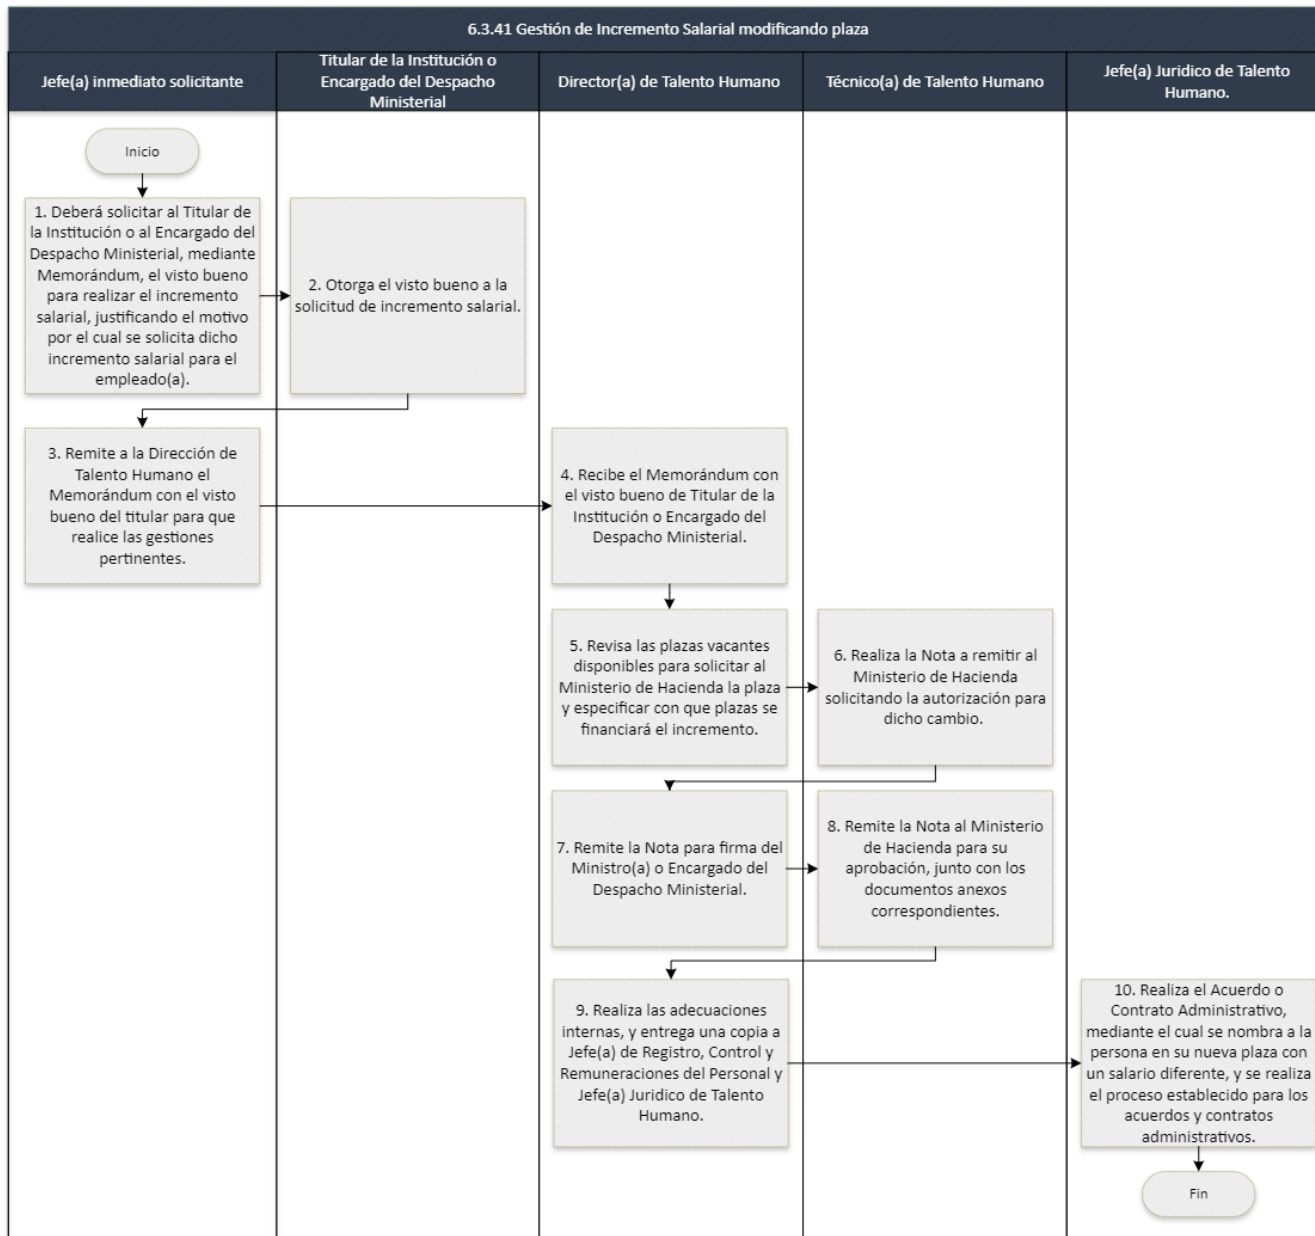 6.3.41 Gestión de Incremento Salarial modificando plaza
Jefe(a) inmediato solicitante
Titular de la Institución o
Encargado del Despacho
Ministerial
Director(a) de Talento Humano
Técnico(a) de Talento Humano
Jefe(a) Juridico de Talento
Humano.
Inicio
1. Deberá solicitar al Titular de
la Institución o al Encargado del
Despacho Ministerial, mediante
Memorándum, el visto bueno
para realizar el incremento
salarial, justificando el motivo
por el cual se solicita dicho
incremento salarial para el
empleado(a).
2. Otorga el visto bueno a la
solicitud de incremento salarial.
3. Remite a la Dirección de
Talento Humano el
Memorándum con el visto
bueno del titular para que
realice las gestiones
pertinentes.
4. Recibe el Memorándum con
el visto bueno de Titular de la
Institución o Encargado del
Despacho Ministerial.
5. Revisa las plazas vacantes
disponibles para solicitar al
Ministerio de Hacienda la plaza
y especificar con que plazas se
financiará el incremento.
6. Realiza la Nota a remitir al
Ministerio de Hacienda
solicitando la autorización para
dicho cambio.
7. Remite la Nota para firma del
Ministro(a) o Encargado del
Despacho Ministerial.
8. Remite la Nota al Ministerio
de Hacienda para su
aprobación, junto con los
documentos anexos
correspondientes.
9. Realiza las adecuaciones
internas, y entrega una copia a
Jefe(a) de Registro, Control y
Remuneraciones del Personal y
Jefe(a) Juridico de Talento
Humano.
10. Realiza el Acuerdo o
Contrato Administrativo,
mediante el cual se nombra a la
persona en su nueva plaza con
un salario diferente, y se realiza
el proceso establecido para los
acuerdos y contratos
administrativos.
Fin